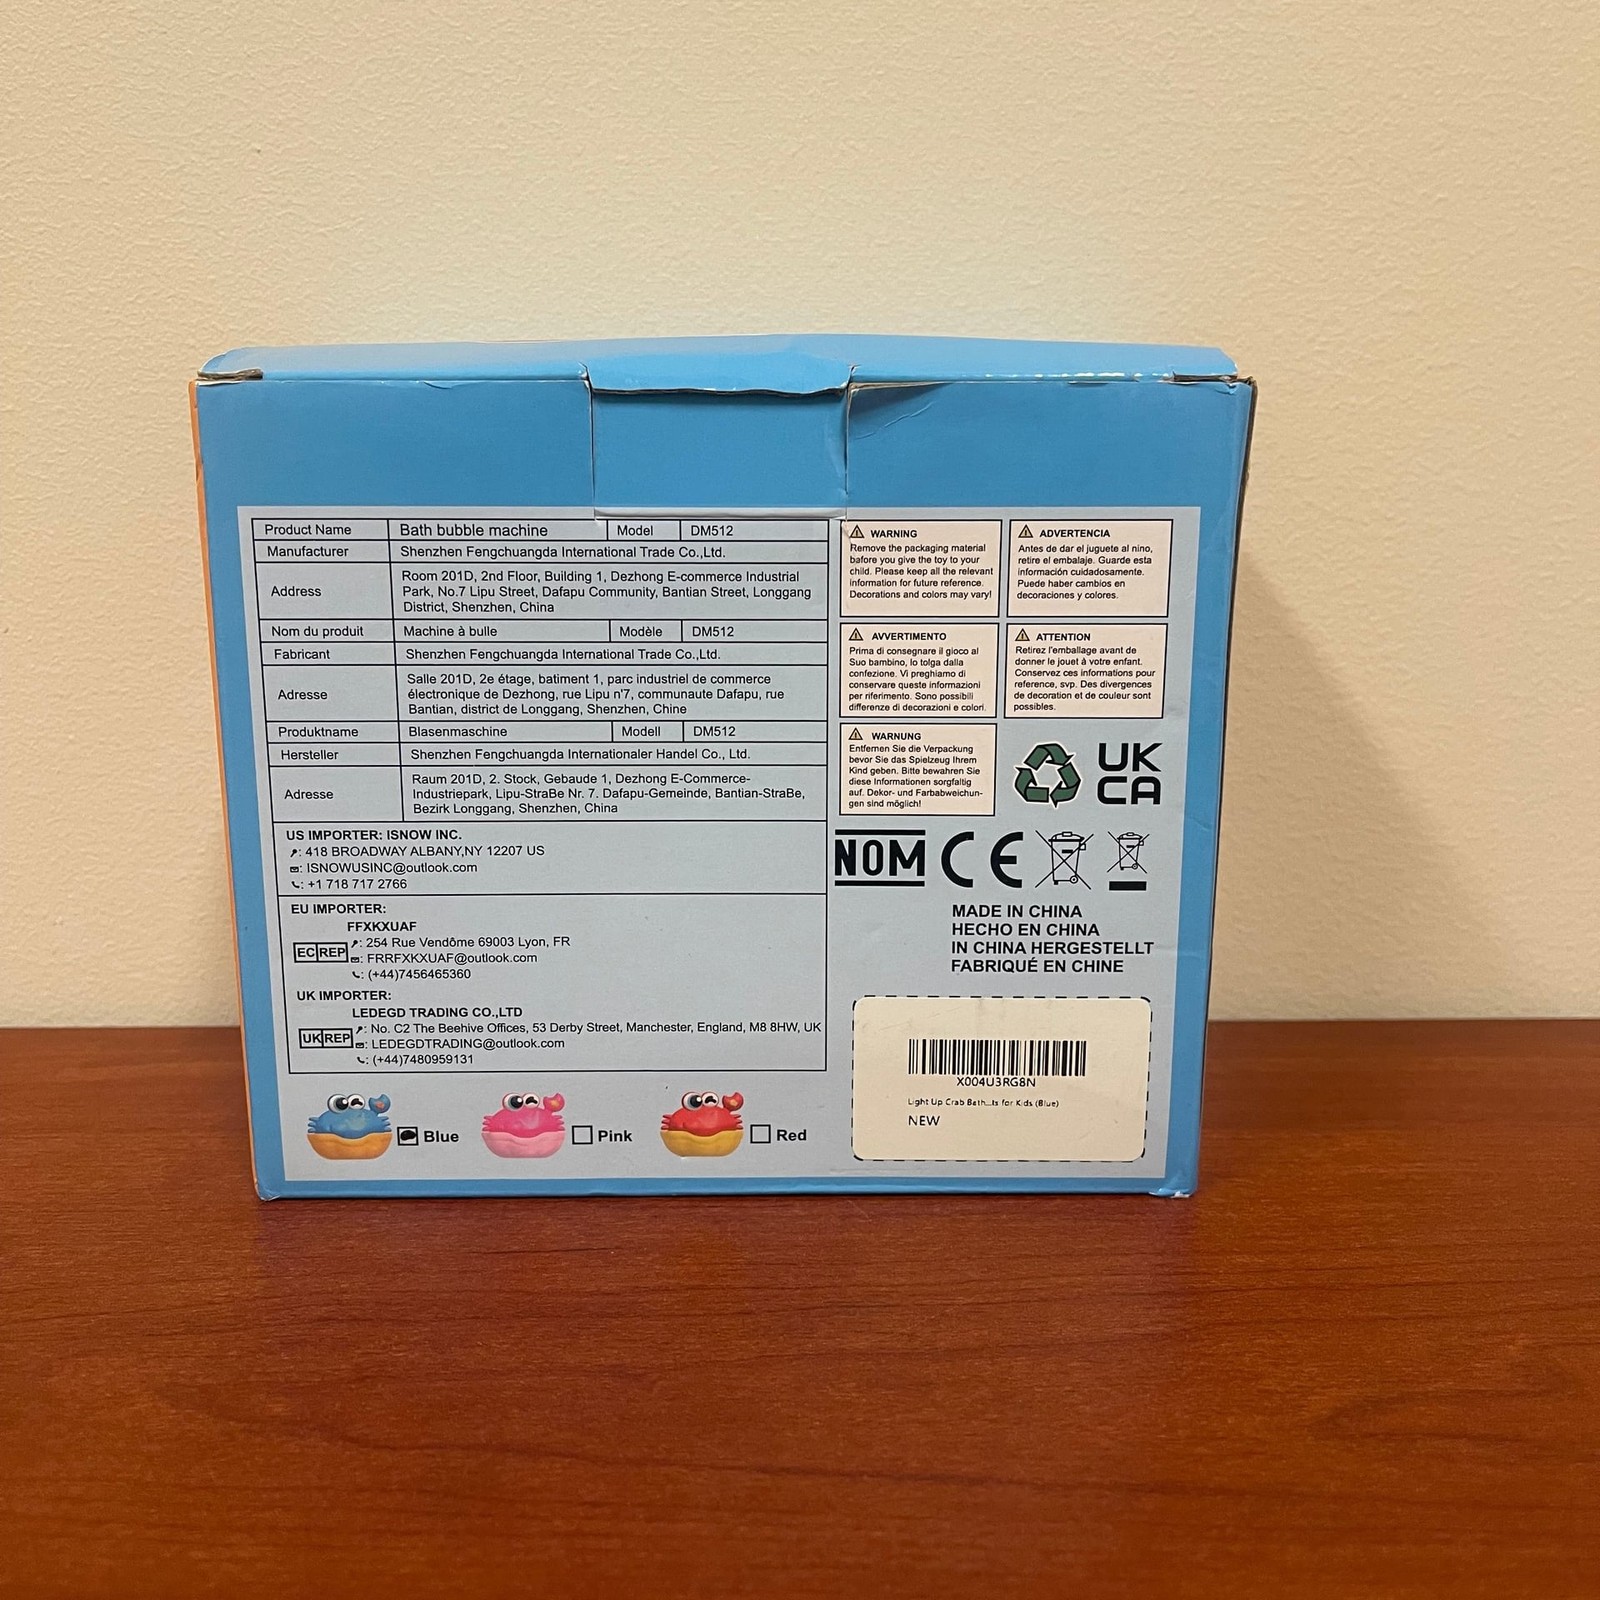 Product Name Bath bubble machine Model DM512
Manufacturer Shenzhen Fengchuangda International Trade Co.,Ltd.
Address Room 201D, 2nd Floor, Building 1, Dezhong E-commerce Industrial
Park, No.7 Lipu Street, Dafapu Community, Bantian Street, Longgang
District, Shenzhen, China
Nom du produit Machine à bulle Modèle DM512
Fabricant Shenzhen Fengchuangda International Trade Co.,Ltd.
Adresse Salle 201D, 2e étage, batiment 1, parc industriel de commerce
électronique de Dezhong, rue Lipu n'7, communaute Dafapu, rue
Bantian, district de Longgang, Shenzhen, Chine
Produktname Blasenmaschine Modell DM512
Hersteller Shenzhen Fengchuangda Internationaler Handel Co., Ltd.
Adresse Raum 201D, 2. Stock, Gebaude 1, Dezhong E-Commerce-
Industriepark, Lipu-StraBe Nr. 7. Dafapu-Gemeinde, Bantian-StraBe,
Bezirk Longgang, Shenzhen, China
US IMPORTER: ISNOW INC.
: 418 BROADWAY ALBANY,NY 12207 US
: ISNOWUSINC@outlook.com
: +1 718 717 2766
EU IMPORTER:
FFXKXUAF
EC REP
: 254 Rue Vendôme 69003 Lyon, FR
: FRRFXKXUAF@outlook.com
: (+44)7456465360
UK IMPORTER:
LEDEGD TRADING CO.,LTD
UK REP
: No. C2 The Beehive Offices, 53 Derby Street, Manchester, England, M8 8HW, UK
: LEDEGDTRADING@outlook.com
: (+44)7480959131
Blue
Pink
Red
WARNING
Remove the packaging material
bafore you give the toy to your
child. Please keep all the relevant
information for future reference.
Decorations and colors may vary!
ADVERTENCIA
Antes de dar el juguete al nino,
retire el embalaje. Guarde esta
información cuidadosamente.
Puede haber cambios en
decoraciones y colores.
AVVERTIMENTO
Prima di consegnare il gioco al
Suo bambino, lo tolga dalla
confezione. Vi preghiamo di
conservare queste informazioni
per riferimento. Sono possibili
differenze di decorazioni e colori.
ATTENTION
Retirez l'emballage avant de
donner le jouet à votre enfant.
Conservez ces informations pour
reference, svp. Des divergences
de decoration et de couleur sont
possibles.
WARNUNG
Entfernen Sie die Verpackung
bevor Sie das Spielzeug Ihrem
Kind geben. Bitte bewahren Sie
diese Informationen sorgfaltig
auf. Dekor- und Farbabweichun-
gen sind möglich!
UK
CA
NOM CE
MADE IN CHINA
HECHO EN CHINA
IN CHINA HERGESTELLT
FABRIQUÉ EN CHINE
X004U3RG8N
Light Up Crab Bath...ts for Kids (Blue)
NEW